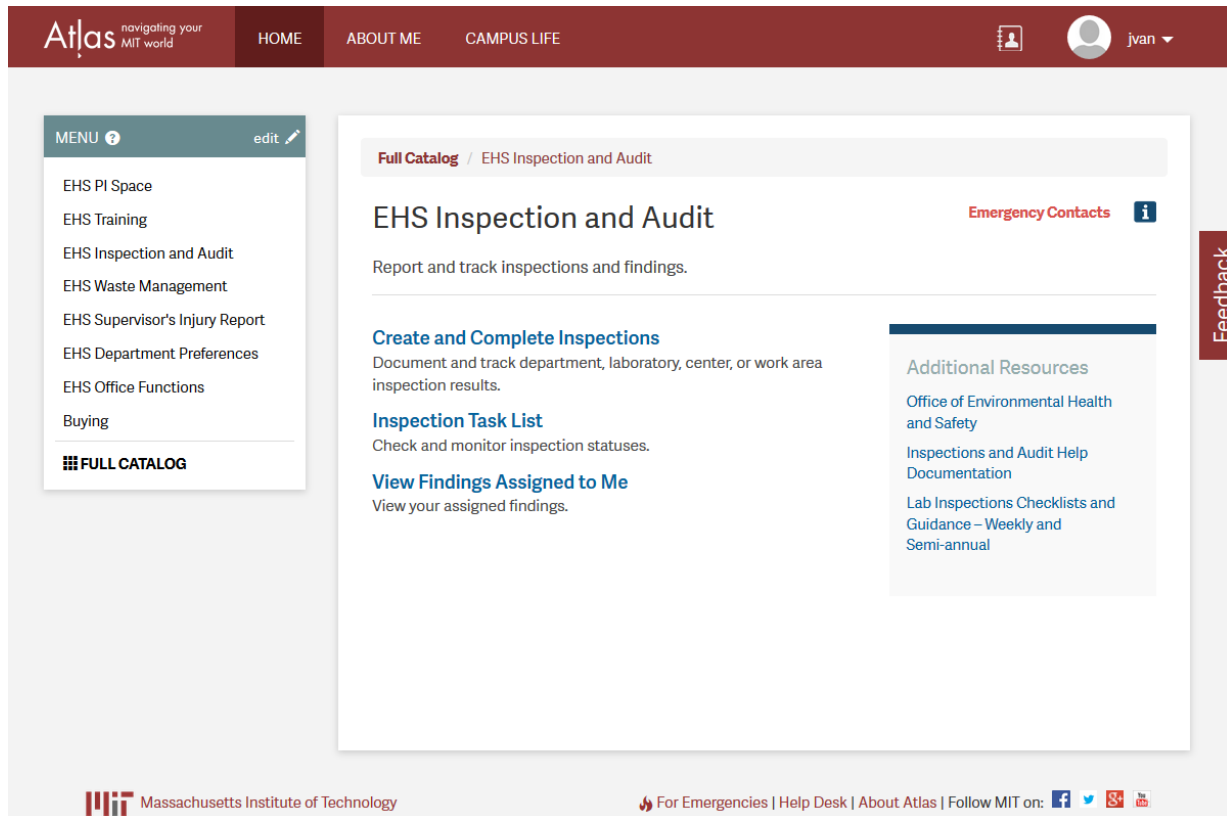 Atlas navigating your MIT world
HOME
ABOUT ME
CAMPUS LIFE
jvan
MENU
edit
EHS PI Space
EHS Training
EHS Inspection and Audit
EHS Waste Management
EHS Supervisor's Injury Report
EHS Department Preferences
EHS Office Functions
Buying
FULL CATALOG
Full Catalog / EHS Inspection and Audit
EHS Inspection and Audit
Emergency Contacts
Report and track inspections and findings.
Create and Complete Inspections
Document and track department, laboratory, center, or work area
inspection results.
Inspection Task List
Check and monitor inspection statuses.
View Findings Assigned to Me
View your assigned findings.
Additional Resources
Office of Environmental Health
and Safety
Inspections and Audit Help
Documentation
Lab Inspections Checklists and
Guidance – Weekly and
Semi-annual
Feedback
MIT Massachusetts Institute of Technology
For Emergencies | Help Desk | About Atlas | Follow MIT on: